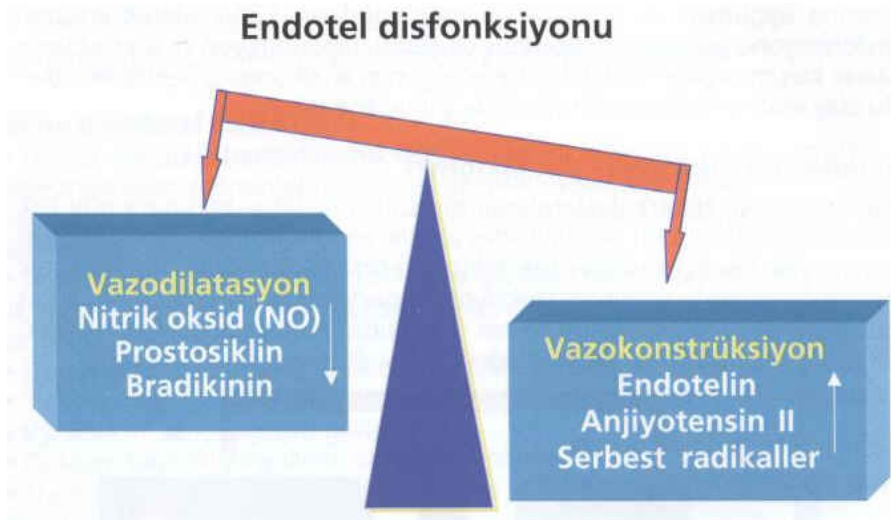 Endotel disfonksiyonu
Vazodilatasyon
Nitrik oksid (NO)
Prostosiklin
Bradikinin
Vazokonstrüksiyon
Endotelin
Anjiyotensin II
Serbest radikaller